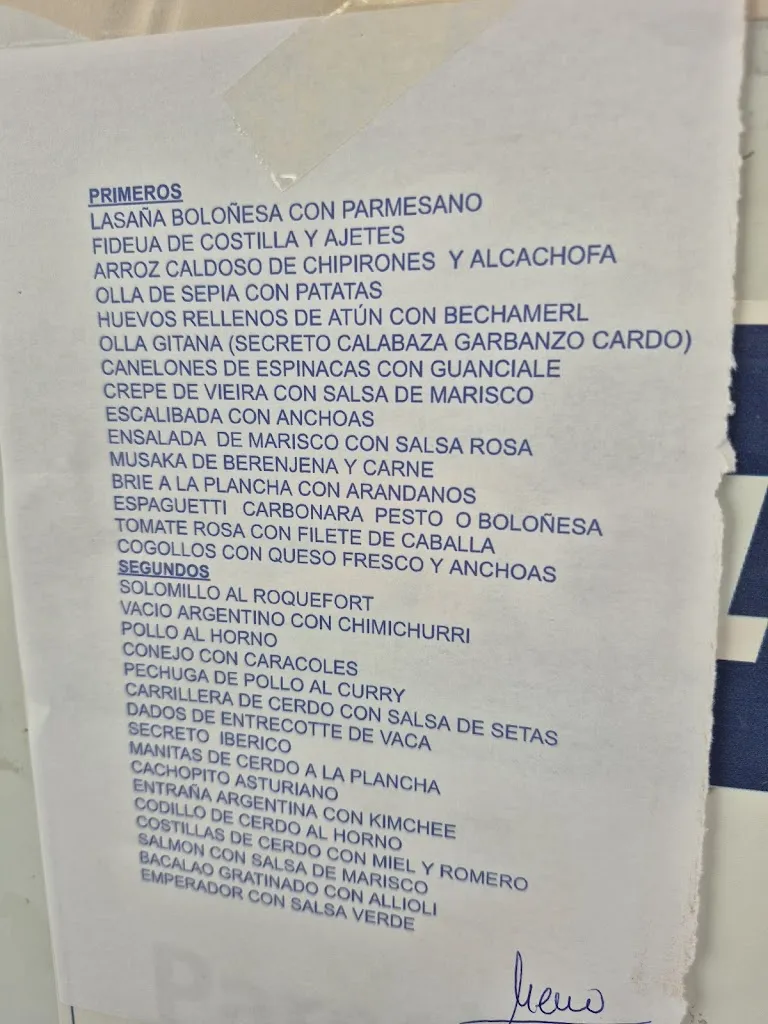 PRIMEROS
LASAÑA BOLOÑESA CON PARMESANO
FIDEUA DE COSTILLA Y AJETES
ARROZ CALDOSO DE CHIPIRONES Y ALCACHOFA
OLLA DE SEPIA CON PATATAS
HUEVOS RELLENOS DE ATÚN CON BECHAMERL
OLLA GITANA (SECRETO CALABAZA GARBANZO CARDO)
CANELONES DE ESPINACAS CON GUANCIALE
CREPE DE VIEIRA CON SALSA DE MARISCO
ESCALIBADA CON ANCHOAS
ENSALADA DE MARISCO CON SALSA ROSA
MUSAKA DE BERENJENA Y CARNE
BRIE A LA PLANCHA CON ARANDANOS
ESPAGUETTI CARBONARA PESTO O BOLOÑESA
TOMATE ROSA CON FILETE DE CABALLA
COGOLLOS CON QUESO FRESCO Y ANCHOAS
SEGUNDOS
SOLOMILLO AL ROQUEFORT
VACIO ARGENTINO CON CHIMICHURRI
POLLO AL HORNO
CONEJO CON CARACOLES
PECHUGA DE POLLO AL CURRY
CARRILLERA DE CERDO CON SALSA DE SETAS
DADOS DE ENTRECOTTE DE VACA
SECRETO IBERICO
MANITAS DE CERDO A LA PLANCHA
CACHOPITO ASTURIANO
ENTRAÑA ARGENTINA CON KIMCHEE
CODILLO DE CERDO AL HORNO
COSTILLAS DE CERDO CON MIEL Y ROMERO
SALMON CON SALSA DE MARISCO
BACALAO GRATINADO CON ALLIOLI
EMPERADOR CON SALSA VERDE